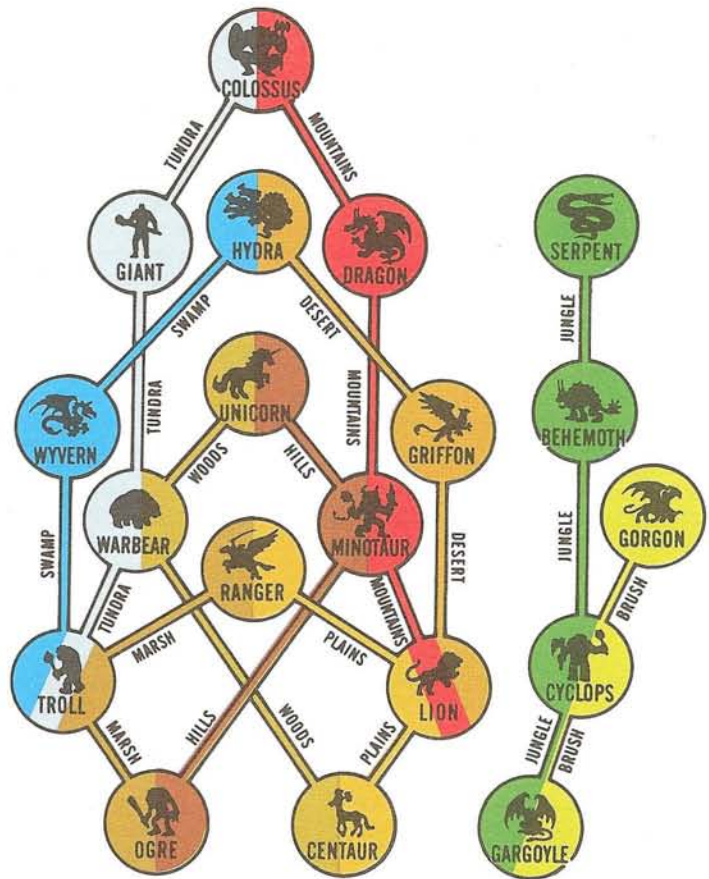 COLOSSUS
TUNDRA
MOUNTAINS
GIANT
HYDRA
DRAGON
SERPENT
SWAMP
DESERT
JUNGLE
TUNDRA
UNICORN
MOUNTAINS
WYVERN
GRIFFON
BEHEMOTH
WOODS
HILLS
WARBEAR
MINOTAUR
GORGON
SWAMP
DESERT
JUNGLE
RANGER
BRUSH
TUNDRA
MARSH
PLAINS
MOUNTAINS
TROLL
LION
CYCLOPS
MARSH
HILLS
WOODS
PLAINS
JUNGLE
BRUSH
OGRE
CENTAUR
GARGOYLE